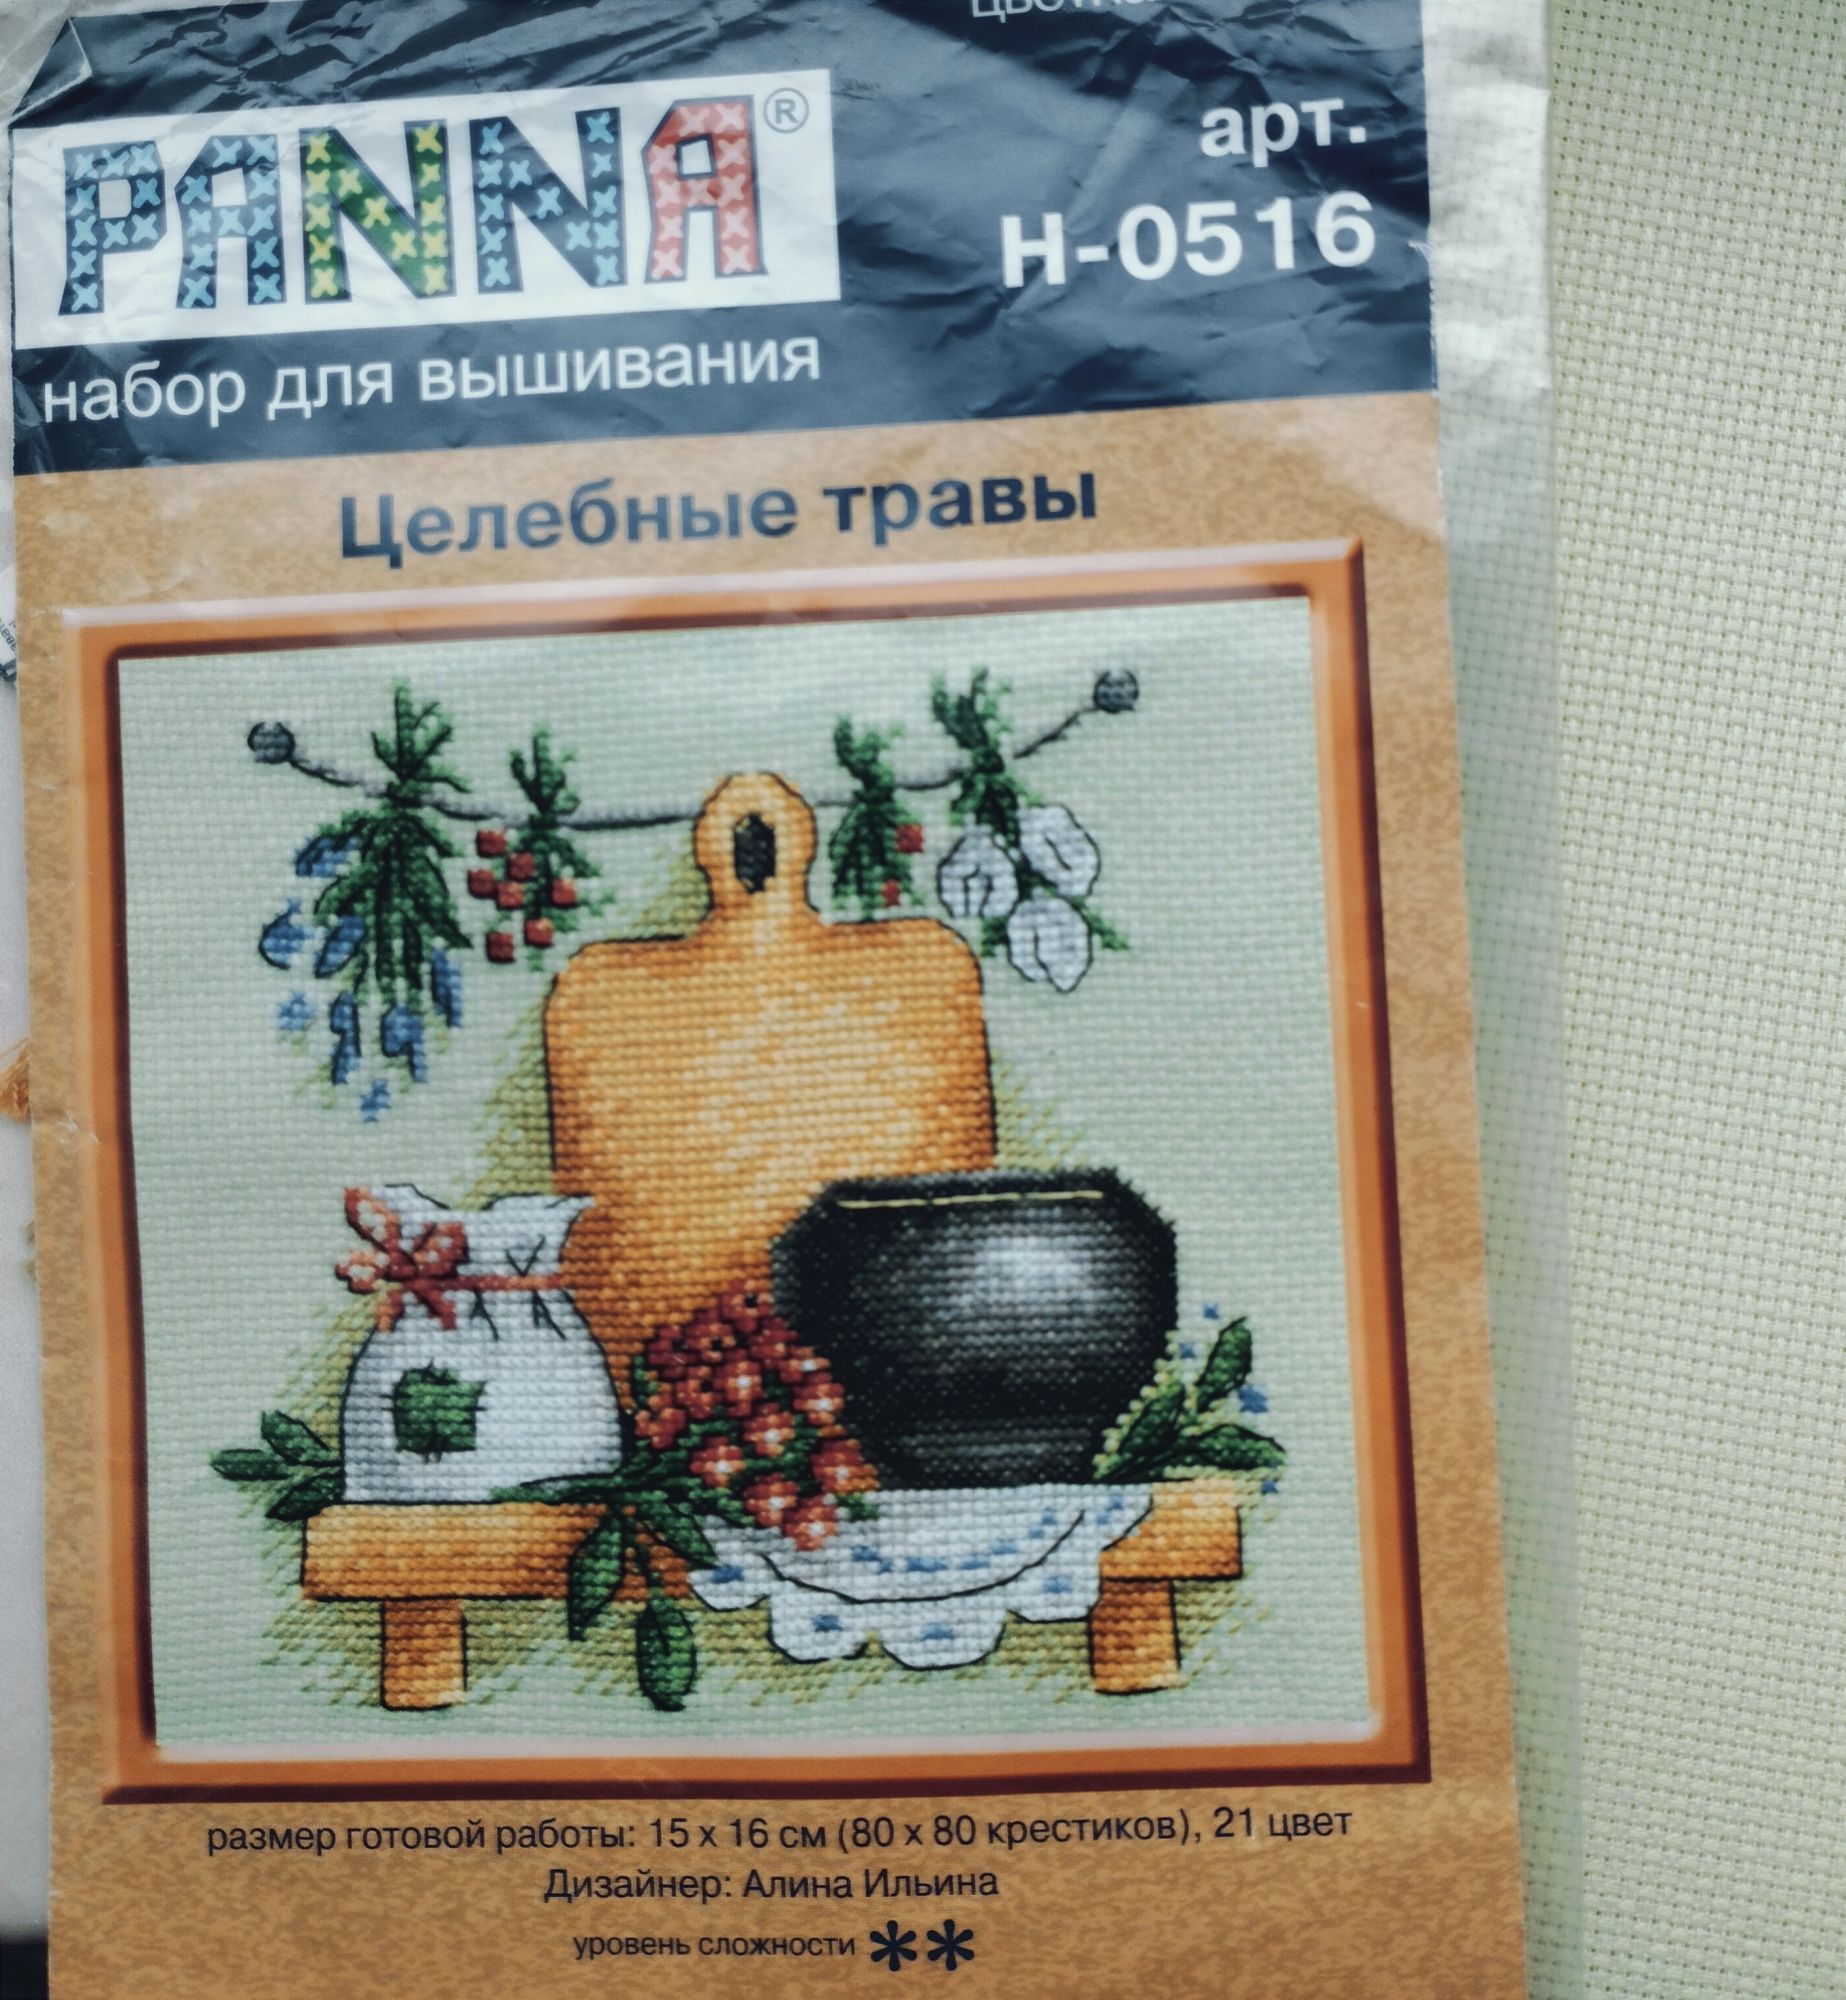 PANNA®
арт.
Н-0516
набор для вышивания
Целебные травы
размер готовой работы: 15 х 16 см (80 х 80 крестиков), 21 цвет
Дизайнер: Алина Ильина
уровень сложности **